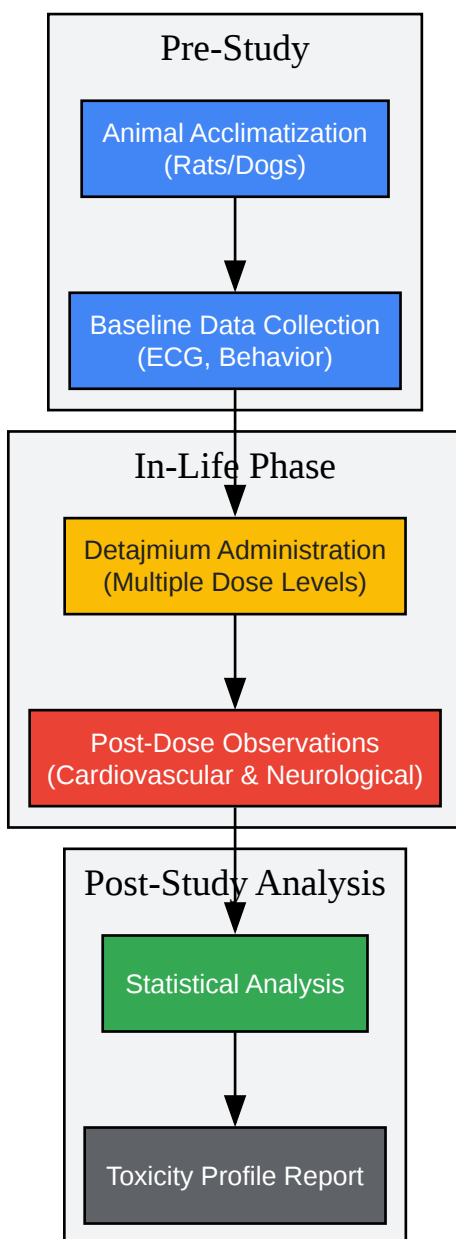 Pre-Study
Animal Acclimatization
(Rats/Dogs)
Baseline Data Collection
(ECG, Behavior)
In-Life Phase
Detajmium Administration
(Multiple Dose Levels)
Post-Dose Observations
(Cardiovascular & Neurological)
Post-Study Analysis
Statistical Analysis
Toxicity Profile Report